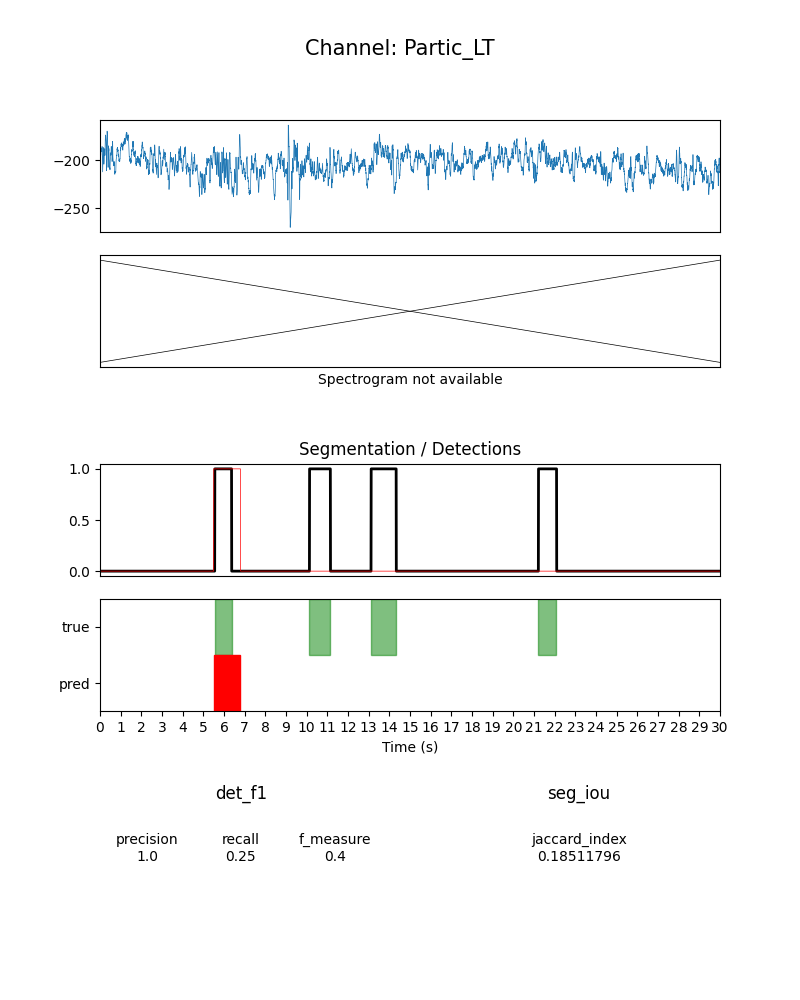 Channel: Partic_LT
−200
−250
Spectrogram not available
Segmentation / Detections
1.0
0.5
0.0
true
pred
0 1 2 3 4 5 6 7 8 9 10 11 12 13 14 15 16 17 18 19 20 21 22 23 24 25 26 27 28 29 30
Time (s)
det_f1 seg_iou
precision recall f_measure jaccard_index
1.0 0.25 0.4 0.18511796